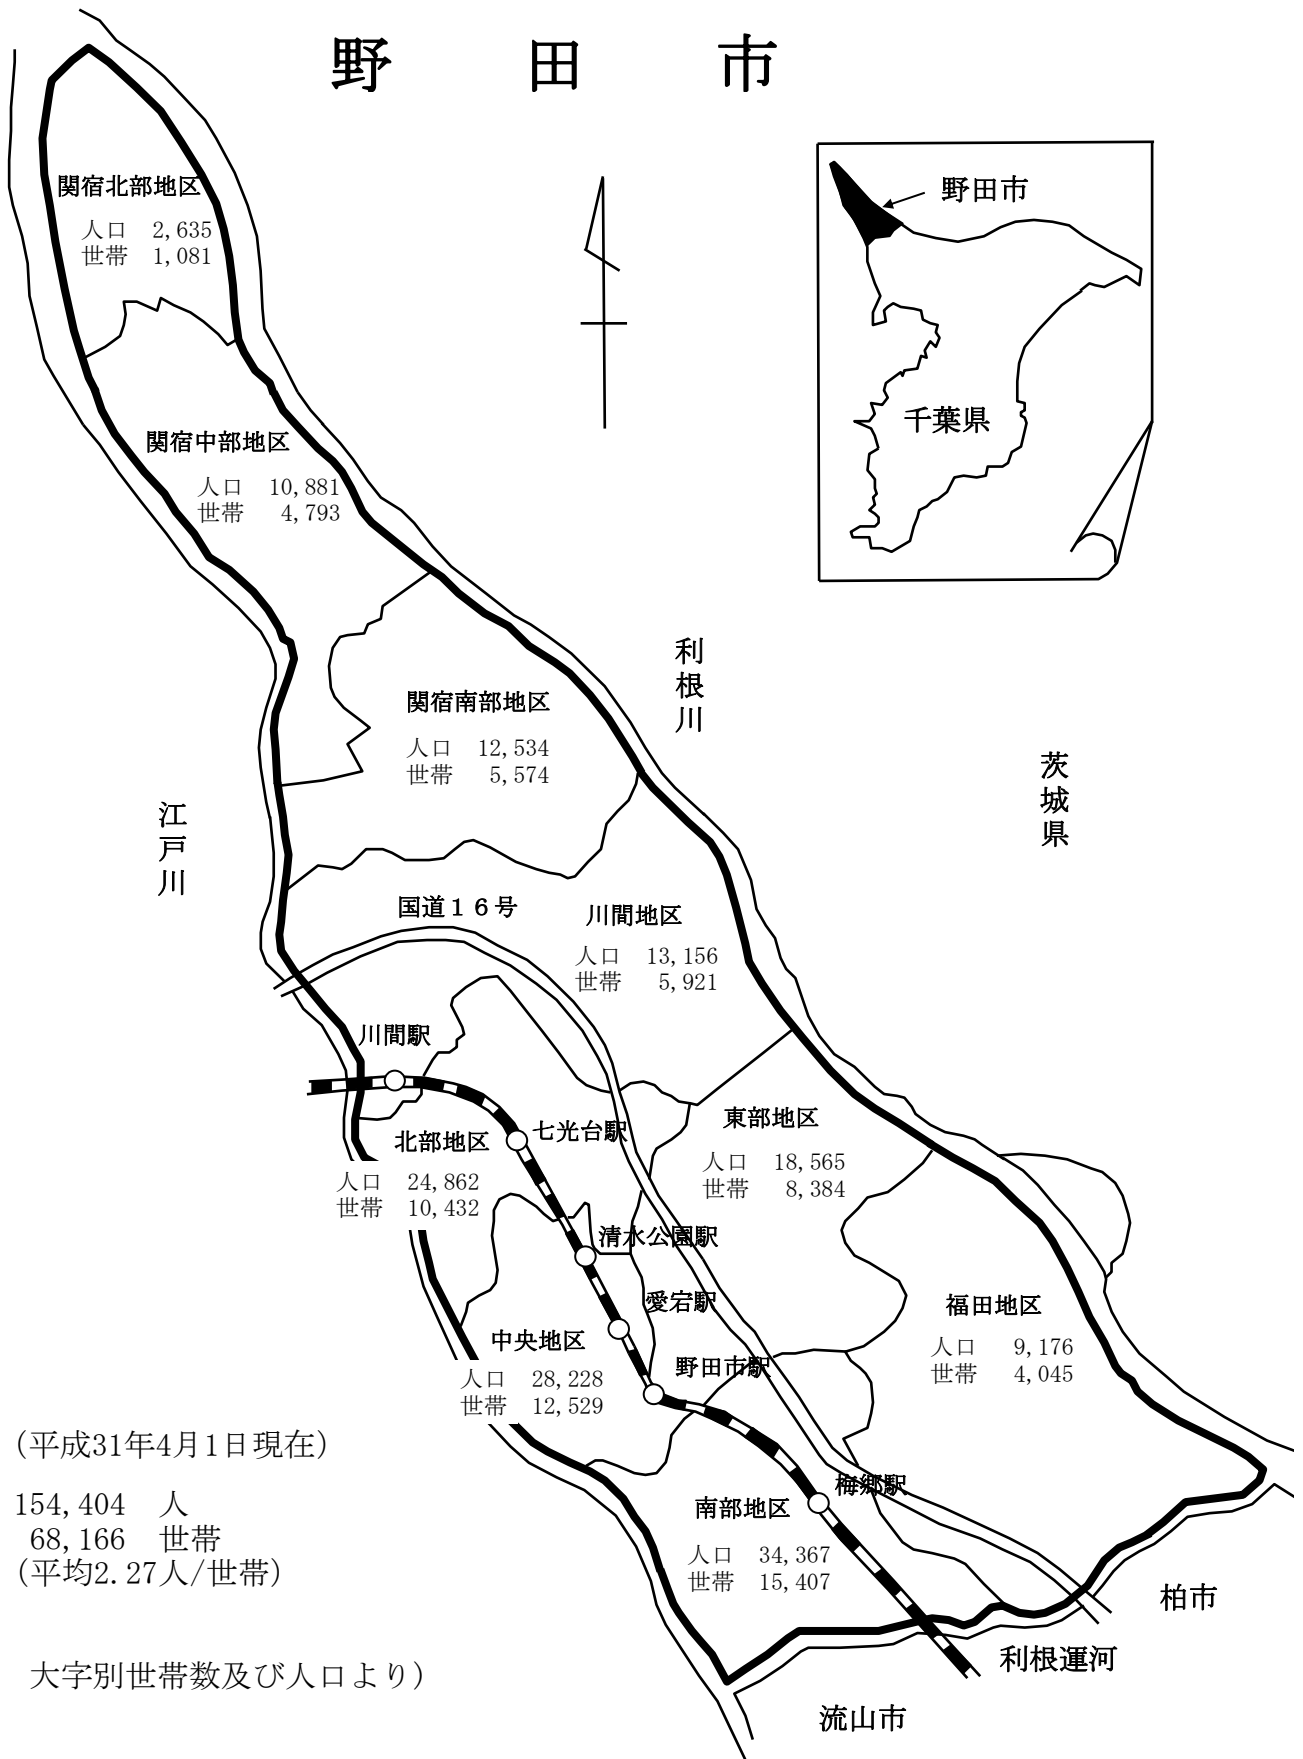 野田市
関宿北部地区
人口 2,635
世帯 1,081
野田市
千葉県
関宿中部地区
人口 10,881
世帯 4,793
利根川
関宿南部地区
人口 12,534
世帯 5,574
茨城県
江戸川
国道１６号
川間地区
人口 13,156
世帯 5,921
川間駅
七光台駅
東部地区
人口 18,565
世帯 8,384
北部地区
人口 24,862
世帯 10,432
清水公園駅
愛宕駅
福田地区
人口 9,176
世帯 4,045
中央地区
人口 28,228
世帯 12,529
野田市駅
(平成31年4月1日現在)
154,404 人
68,166 世帯
(平均2.27人/世帯)
梅郷駅
南部地区
人口 34,367
世帯 15,407
柏市
利根運河
大字別世帯数及び人口より)
流山市